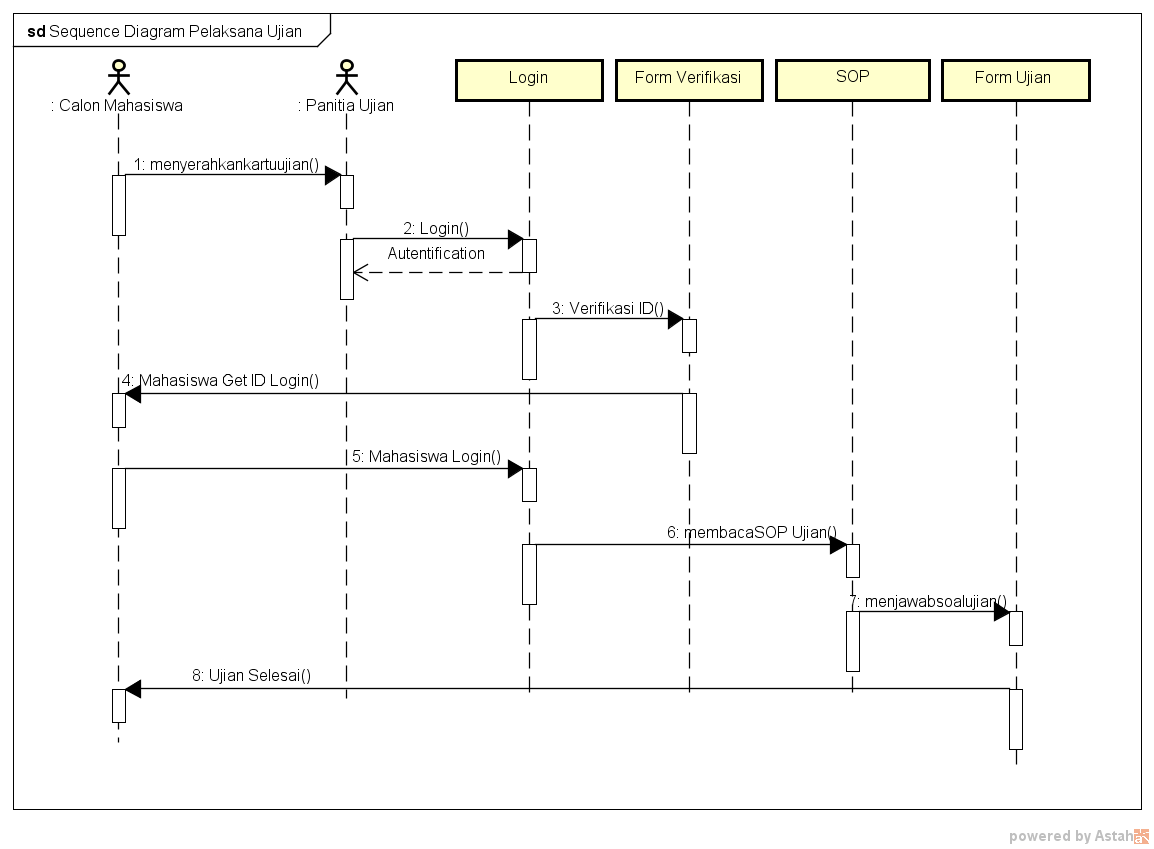 sd Sequence Diagram Pelaksana Ujian
: Calon Mahasiswa
: Panitia Ujian
Login
Form Verifikasi
SOP
Form Ujian
1: menyerahkankartuujian()
2: Login()
Autentification
3: Verifikasi ID()
4: Mahasiswa Get ID Login()
5: Mahasiswa Login()
6: membacaSOP Ujian()
7: menjawabsoalujian()
8: Ujian Selesai()
powered by Astah